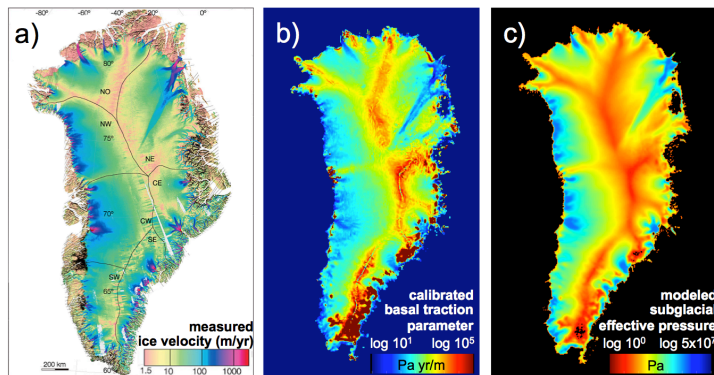 a)
b)
c)
-80°
-60°
-40°
-20°
0°
80°
NO
NW
75°
NE
CE
70°
CW
SE
SW
65°
measured
ice velocity (m/yr)
1.5 10 100 1000
200 km
calibrated
basal traction
parameter
log 10¹ log 10⁵
Pa yr/m
modeled
subglacial
effective pressure
log 10⁰ log 5x10⁷
Pa